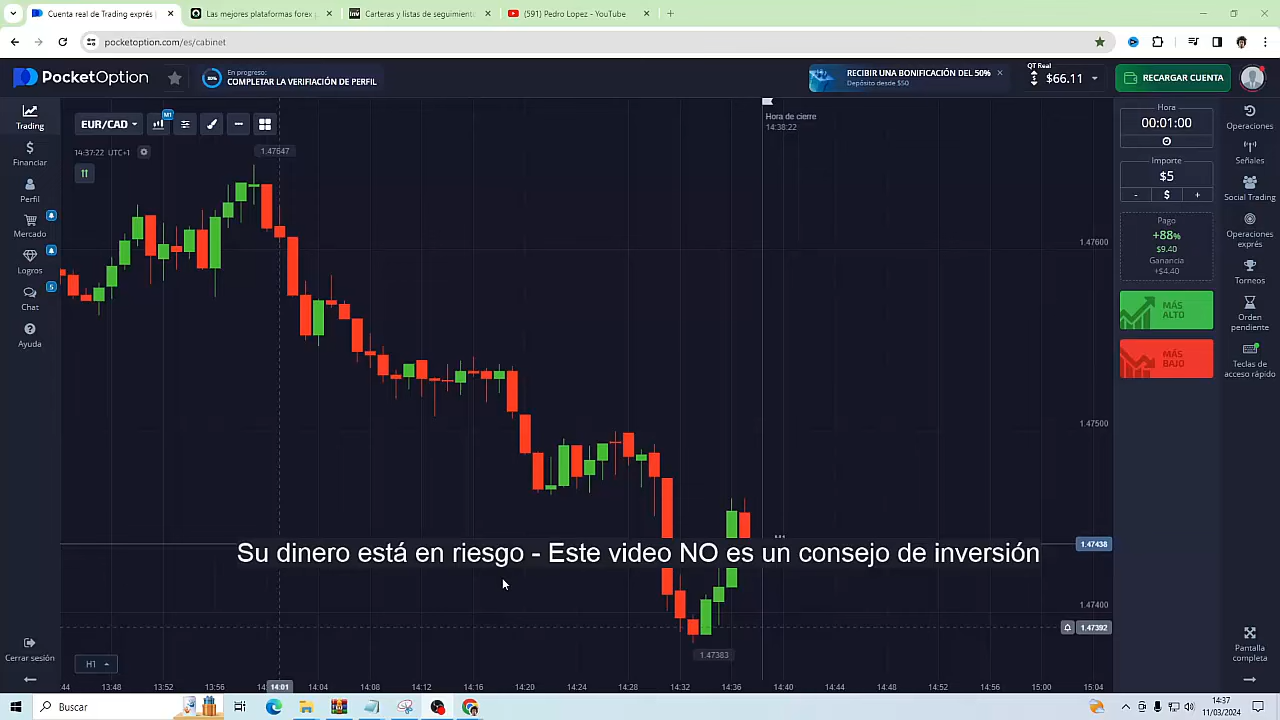 Cuenta real de Trading exprés
Las mejores plataformas forex
Carteras y listas de seguimiento
(591) Pedro Lopez - YouTube
pocketoption.com/es/cabinet
PocketOption
80%
En progreso:
COMPLETAR LA VERIFIACIÓN DE PERFIL
RECIBIR UNA BONIFICACIÓN DEL 50%
Depósito desde $50
QT Real
$66.11
RECARGAR CUENTA
Trading
Financiar
Perfil
Mercado
Logros
5
Chat
Ayuda
Cerrar sesión
EUR/CAD
M1
14:37:22 UTC+1
1.47647
Hora de cierre
14:38:22
1.47600
1.47500
1.47438
1.47400
1.47392
1.47383
Su dinero está en riesgo - Este video NO es un consejo de inversión
H1
:44 13:48 13:52 13:56 14: 14:01 14:04 14:08 14:12 14:16 14:20 14:24 14:28 14:32 14:36 14:40 14:44 14:48 14:52 14:56 15:00 15:04
Hora
00:01:00
Importe
$5
- $ +
Pago
+88%
$9.40
Ganancia
+$4.40
MÁS
ALTO
MÁS
BAJO
Operaciones
Señales
Social Trading
Operaciones
exprés
Torneos
Orden
pendiente
Teclas de
acceso rápido
Pantalla
completa
Buscar
14:37
11/03/2024